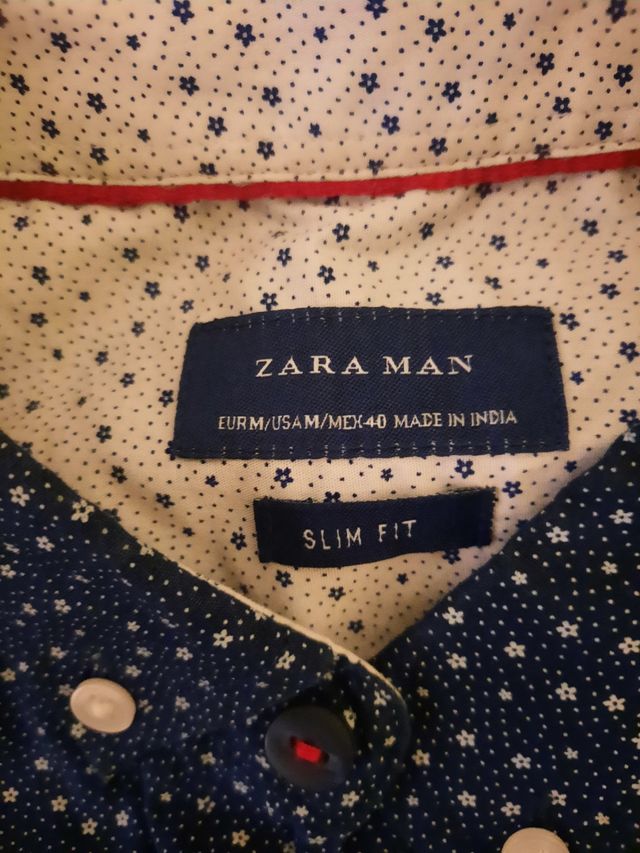 ZARA MAN
EUR M/USA M/MEX 40 MADE IN INDIA
SLIM FIT